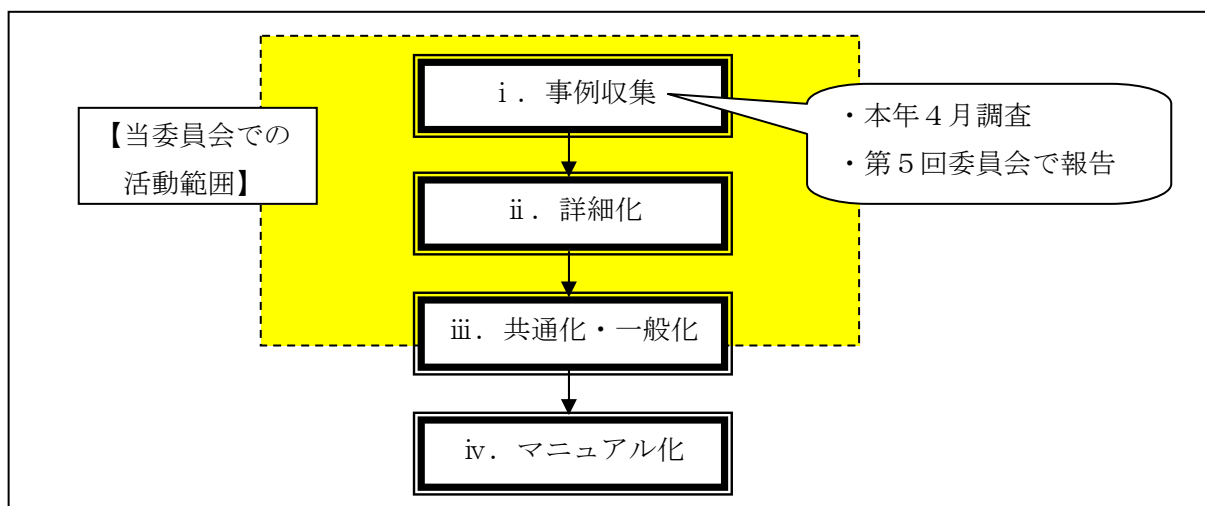 ⅰ．事例収集
・本年４月調査
・第５回委員会で報告
【当委員会での
活動範囲】
ⅱ．詳細化
ⅲ．共通化・一般化
ⅳ．マニュアル化